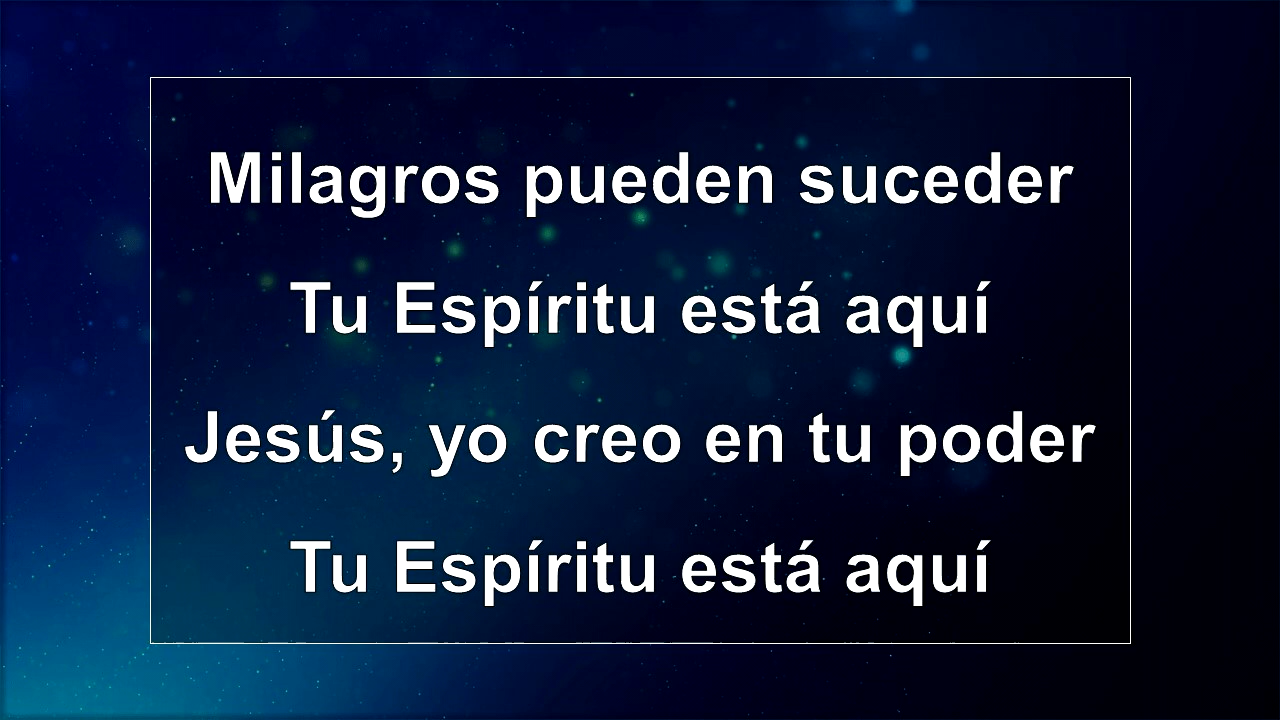 Milagros pueden suceder
Tu Espíritu está aquí
Jesús, yo creo en tu poder
Tu Espíritu está aquí